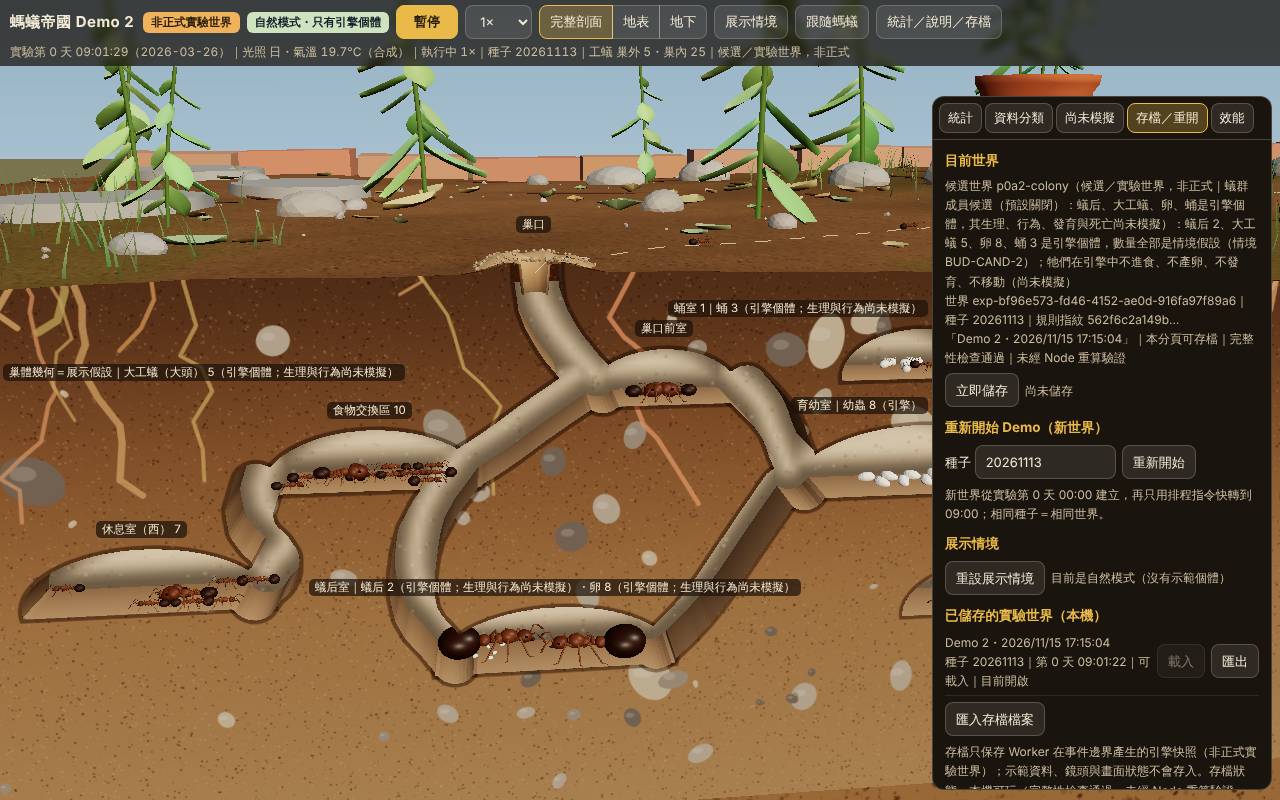 螞蟻帝國 Demo 2
非正式實驗世界
自然模式・只有引擎個體
暫停
1×
完整剖面
地表
地下
展示情境
跟隨螞蟻
統計／說明／存檔
實驗第 0 天 09:01:29（2026-03-26）｜光照 日・氣溫 19.7°C（合成）｜執行中 1×｜種子 20261113｜工蟻 巢外 5・巢內 25｜候選／實驗世界，非正式
巢口
蛹室 1｜蛹 3（引擎個體；生理與行為尚未模擬）
巢口前室
巢體幾何＝展示假設｜大工蟻（大頭） 5（引擎個體；生理與行為尚未模擬）
食物交換區 10
育幼室｜幼蟲 8（引擎）
休息室（西） 7
蟻后室｜蟻后 2（引擎個體；生理與行為尚未模擬）・卵 8（引擎個體；生理與行為尚未模擬）
統計
資料分類
尚未模擬
存檔／重開
效能
目前世界
候選世界 p0a2-colony（候選／實驗世界，非正式｜蟻群
成員候選（預設關閉）：蟻后、大工蟻、卵、蛹是引擎個
體，其生理、行為、發育與死亡尚未模擬）：蟻后 2、大工
蟻 5、卵 8、蛹 3 是引擎個體，數量全部是情境假設（情境
BUD-CAND-2）；牠們在引擎中不進食、不產卵、不發
育、不移動（尚未模擬）
世界 exp-bf96e573-fd46-4152-ae0d-916fa97f89a6｜
種子 20261113｜規則指紋 562f6c2a149b…
「Demo 2・2026/11/15 17:15:04」｜本分頁可存檔｜完整
性檢查通過｜未經 Node 重算驗證
立即儲存
尚未儲存
重新開始 Demo（新世界）
種子
20261113
重新開始
新世界從實驗第 0 天 00:00 建立，再只用排程指令快轉到
09:00；相同種子＝相同世界。
展示情境
重設展示情境
目前是自然模式（沒有示範個體）
已儲存的實驗世界（本機）
Demo 2・2026/11/15 17:15:04
種子 20261113｜第 0 天 09:01:22｜可
載入｜目前開啟
載入
匯出
匯入存檔檔案
存檔只保存 Worker 在事件邊界產生的引擎快照（非正式實
驗世界）；示範資料、鏡頭與畫面狀態不會存入。存檔狀